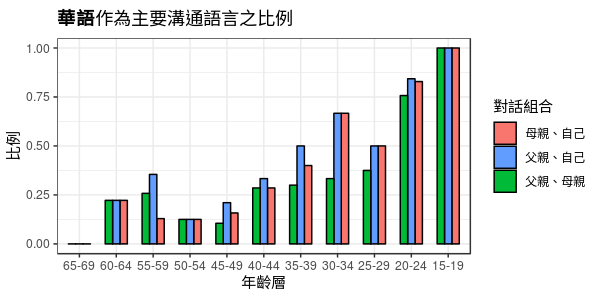 華語作為主要溝通語言之比例
1.00
0.75
0.50
0.25
0.00
比例
65-69 60-64 55-59 50-54 45-49 40-44 35-39 30-34 25-29 20-24 15-19
年齡層
對話組合
母親、自己
父親、自己
父親、母親